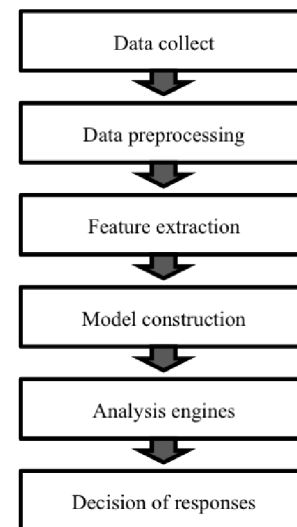 Data collect
Data preprocessing
Feature extraction
Model construction
Analysis engines
Decision of responses